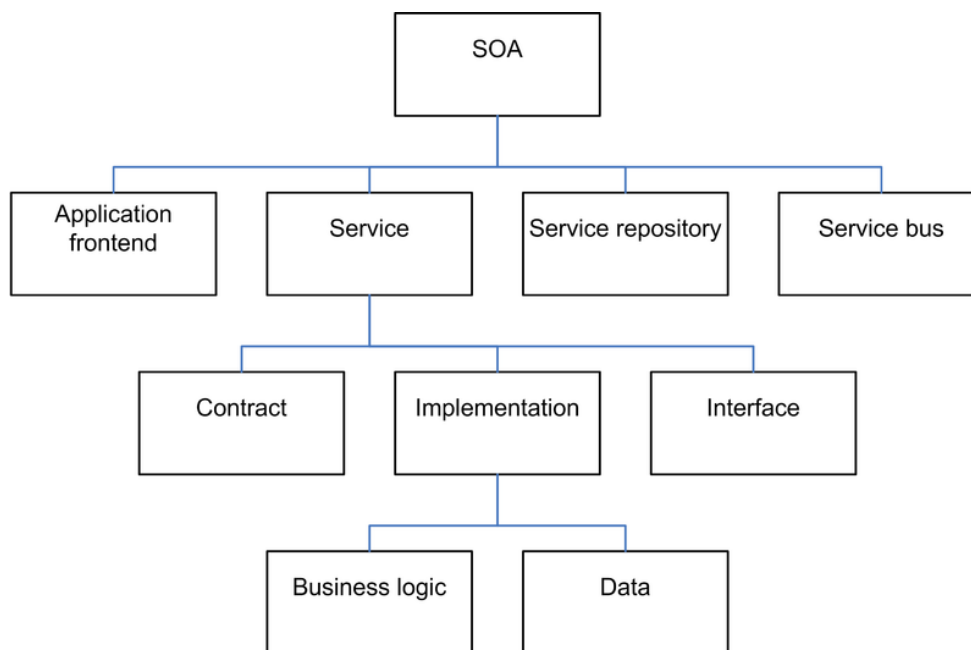 SOA
Application
frontend
Service
Service repository
Service bus
Contract
Implementation
Interface
Business logic
Data